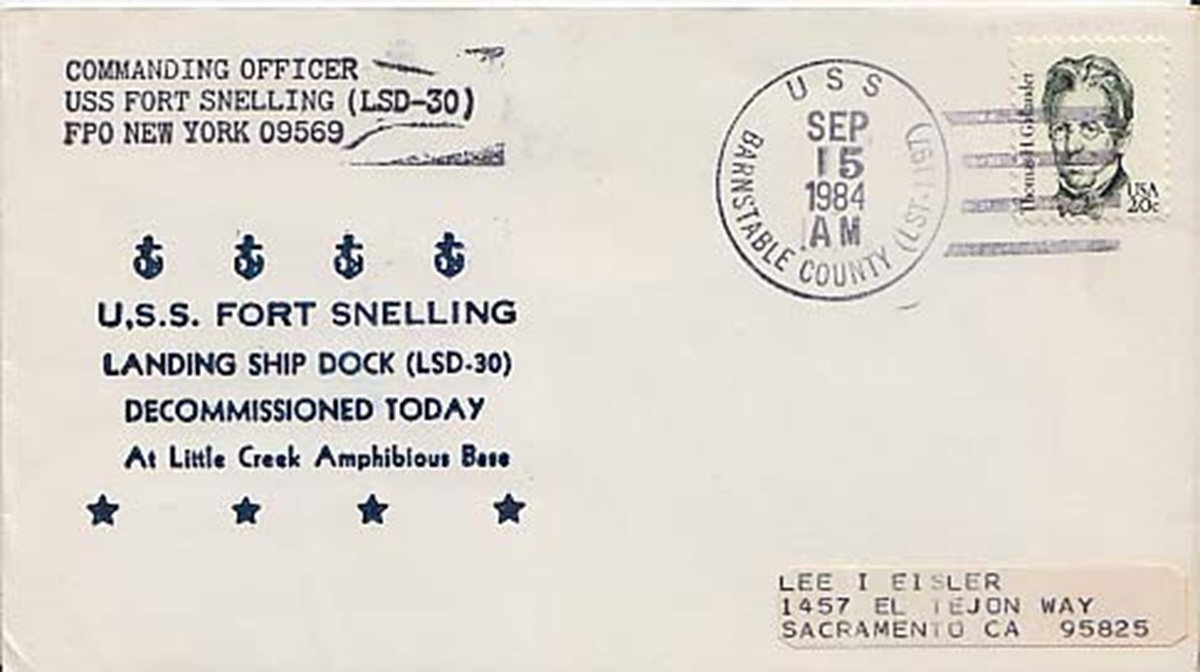 COMMANDING OFFICER
USS FORT SNELLING (LSD-30)
FPO NEW YORK 09569
USS
SEP
15
1984
AM
BARNSTABLE COUNTY (LST-1197)
Thomas H. Gallaudet
USA
20c
U.S.S. FORT SNELLING
LANDING SHIP DOCK (LSD-30)
DECOMMISSIONED TODAY
At Little Creek Amphibious Base
LEE I EISLER
1457 EL TEJON WAY
SACRAMENTO CA 95825